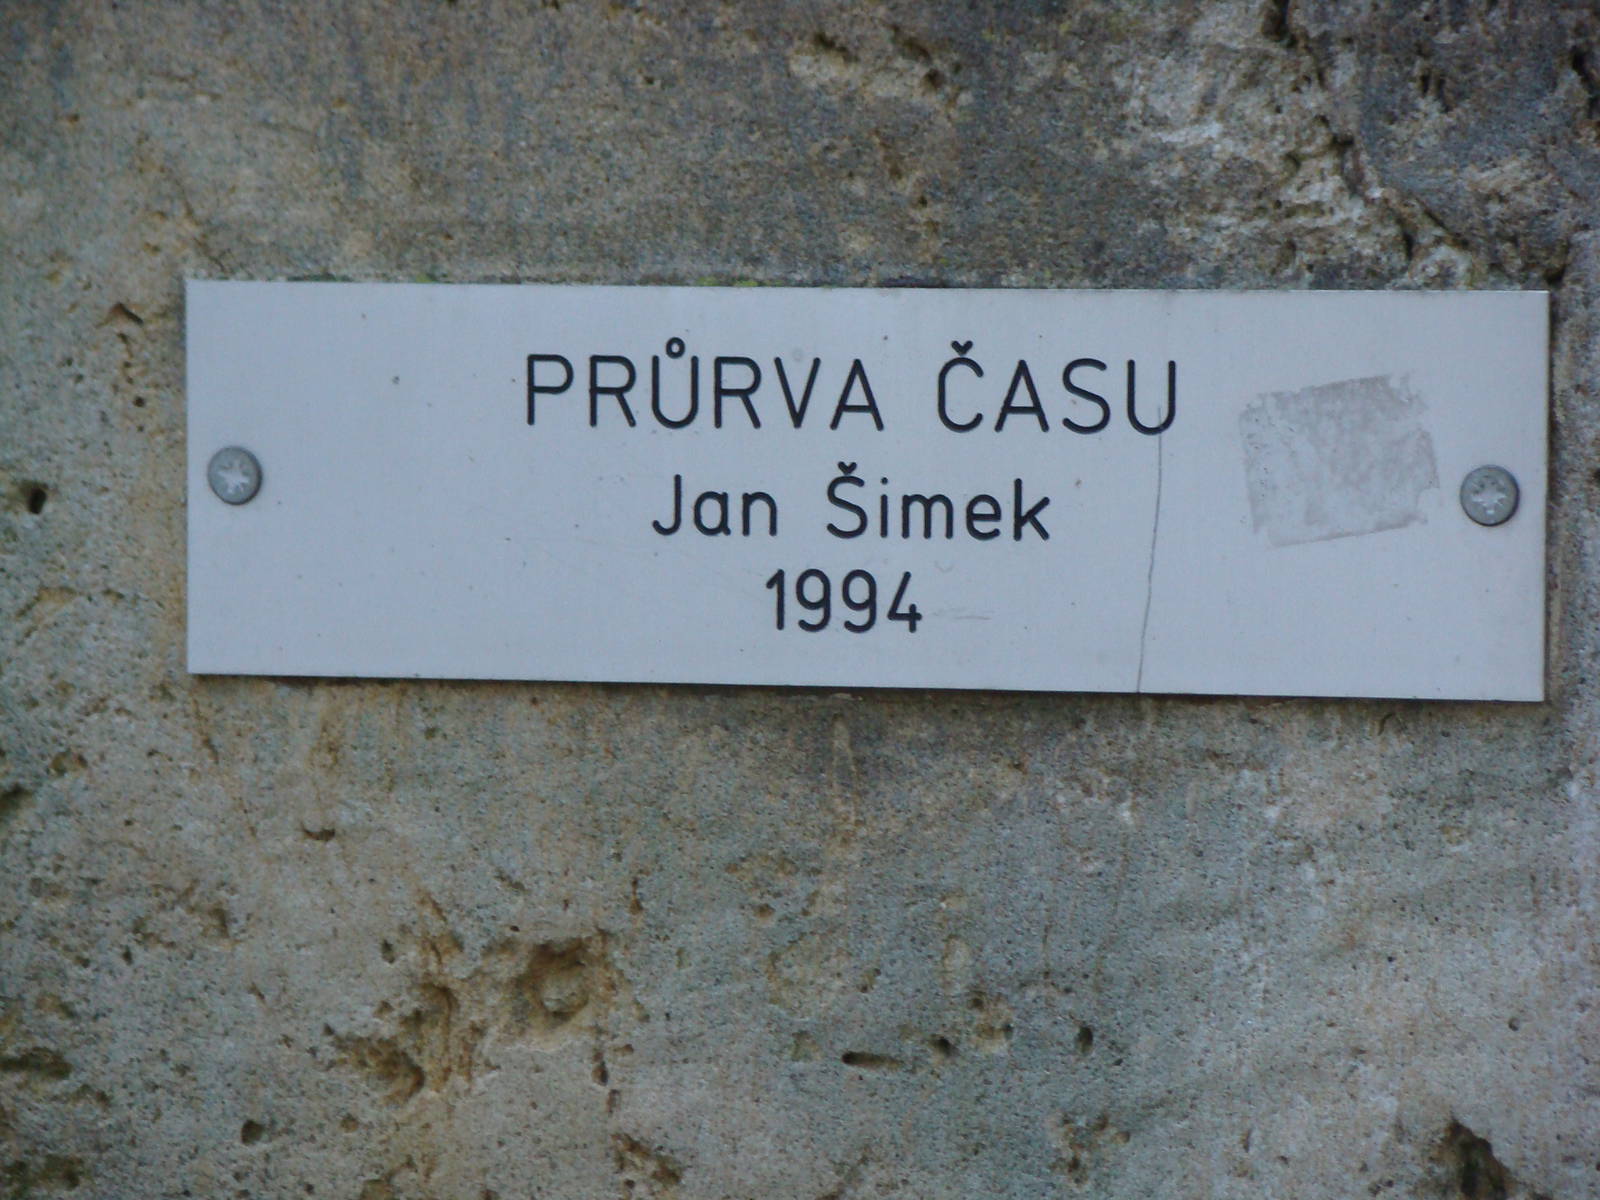 PRŮRVA ČASU
Jan Šimek
1994